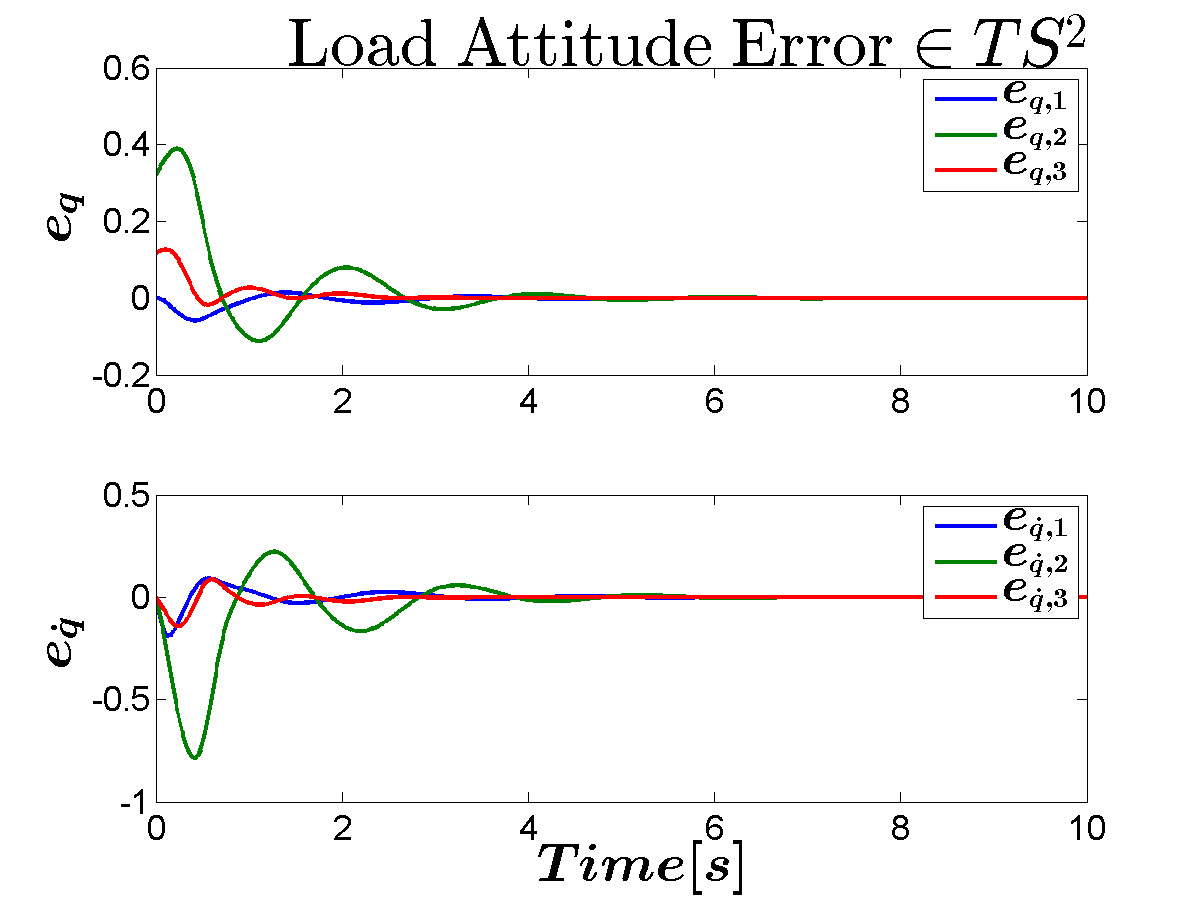 Load Attitude Error ∈ TS²
0.6
0.4
0.2
0
-0.2
e_q
e_{q,1}
e_{q,2}
e_{q,3}
0 2 4 6 8 10
0.5
0
-0.5
-1
e_{q̇}
e_{q̇,1}
e_{q̇,2}
e_{q̇,3}
0 2 4 6 8 10
Time[s]